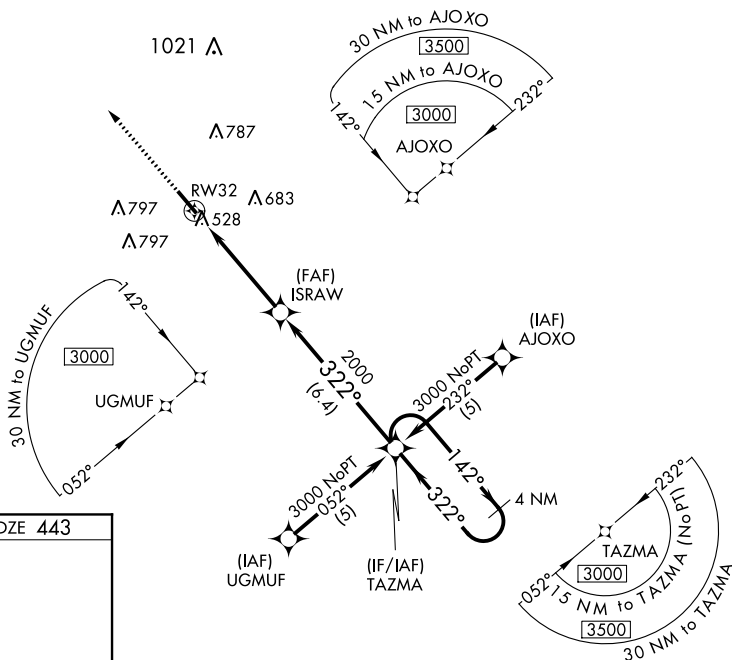 1021
30 NM to AJOXO
3500
15 NM to AJOXO
3000
142°
232°
AJOXO
787
RW32
683
797
528
797
(FAF)
ISRAW
142°
3000
30 NM to UGMUF
UGMUF
052°
(IAF)
AJOXO
2000
322°
(6.4)
3000 NoPT
232°
(5)
142°
322°
4 NM
3000 NoPT
052°
(5)
(IAF)
UGMUF
(IF/IAF)
TAZMA
232°
TAZMA
052°
3000
15 NM to TAZMA (NoPT)
3500
30 NM to TAZMA
DZE 443